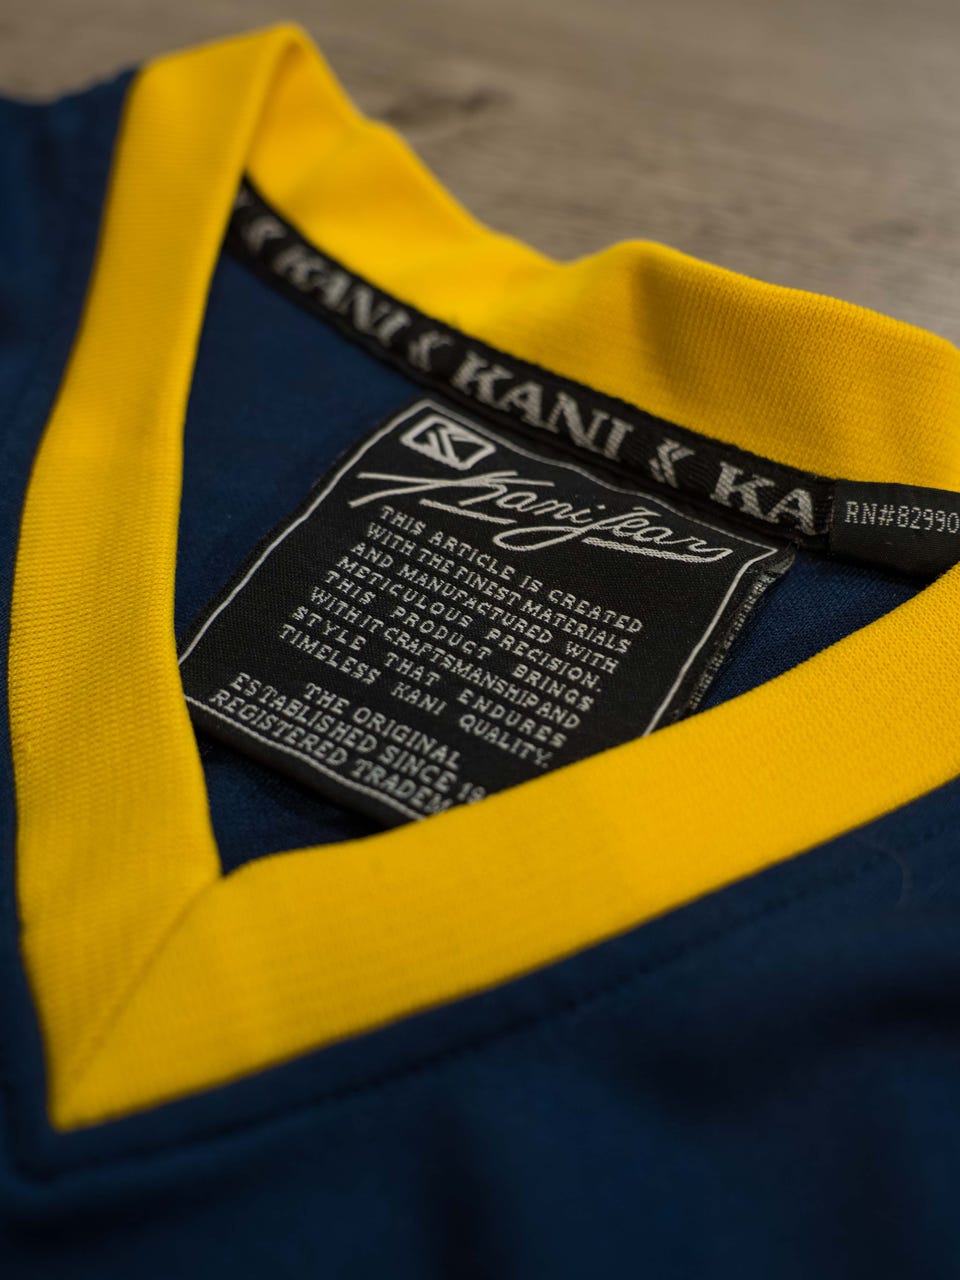 KANI KANI KA
RN#82990
Kani Jeans
THIS ARTICLE IS CREATED
WITH THE FINEST MATERIALS
AND MANUFACTURED WITH
METICULOUS PRECISION.
THIS PRODUCT BRINGS
WITH IT CRAFTSMANSHIP AND
STYLE THAT ENDURES
TIMELESS KANI QUALITY.
THE ORIGINAL
ESTABLISHED SINCE 19
REGISTERED TRADEM